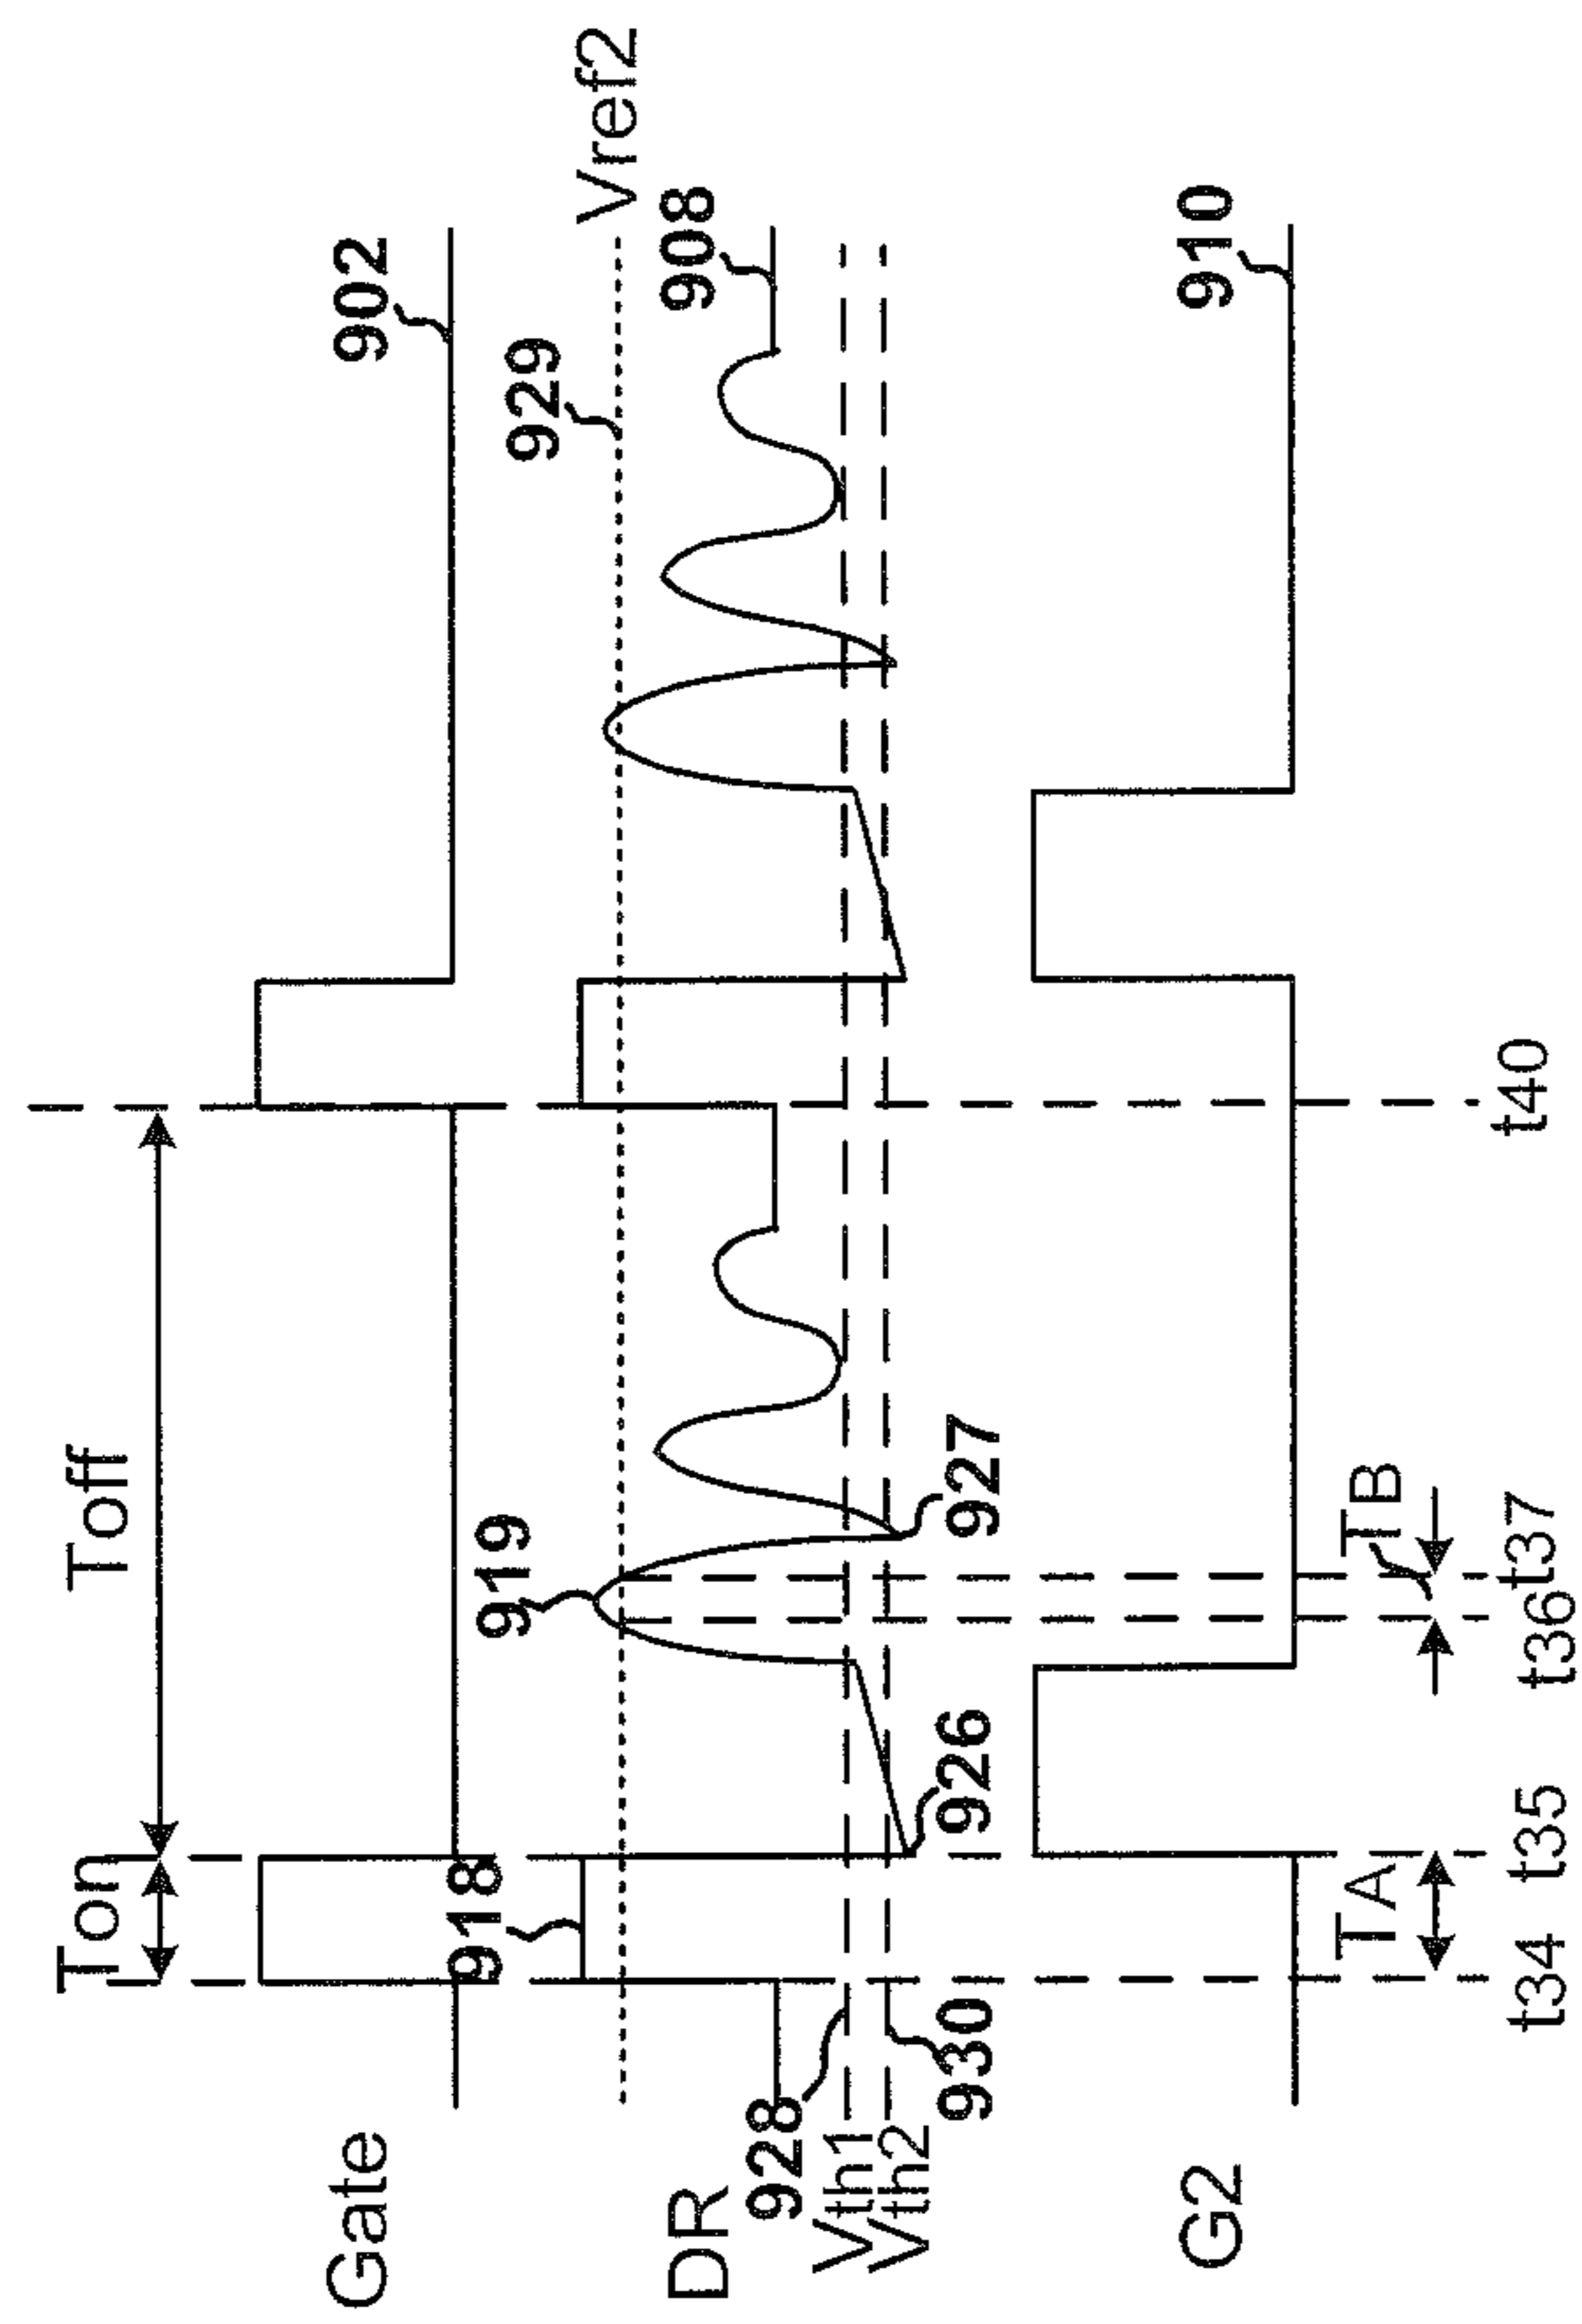 Ton
Toff
Gate
902
918
919
929
Vref2
DR
908
928
Vth1
Vth2
930
926
927
G2
910
TA
TB
t34
t35
t36
t37
t40